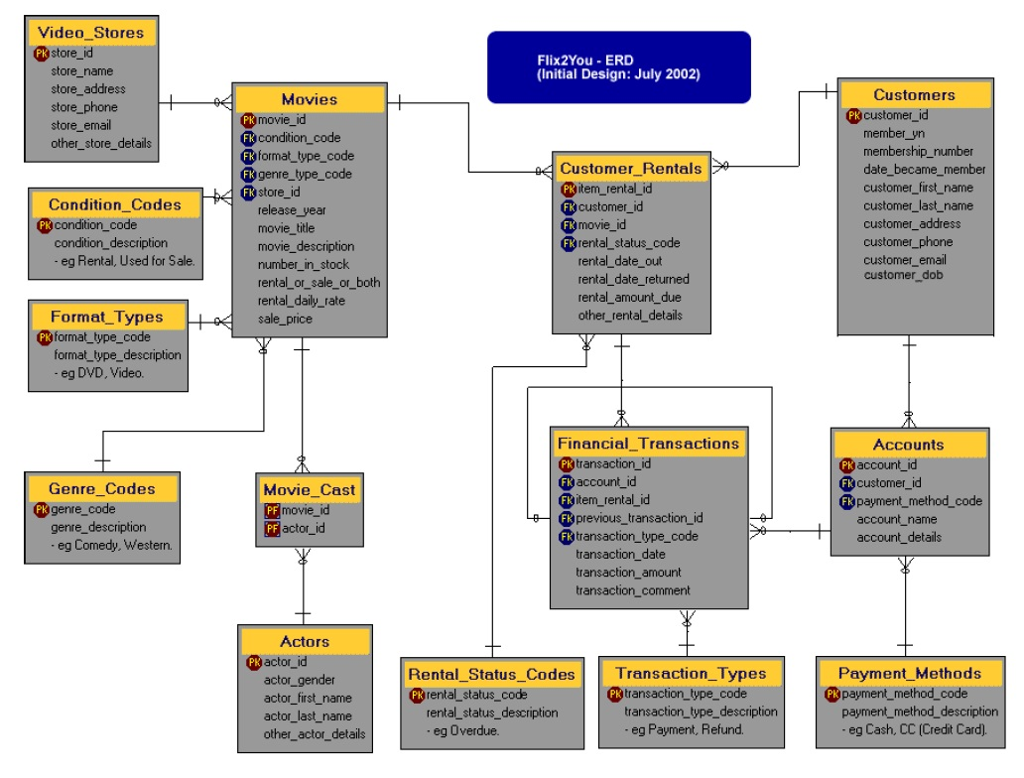 Flix2You - ERD
(Initial Design: July 2002)
Video_Stores
PK store_id
store_name
store_address
store_phone
store_email
other_store_details
Movies
PK movie_id
FK condition_code
FK format_type_code
FK genre_type_code
FK store_id
release_year
movie_title
movie_description
number_in_stock
rental_or_sale_or_both
rental_daily_rate
sale_price
Customers
PK customer_id
member_yn
membership_number
date_became_member
customer_first_name
customer_last_name
customer_address
customer_phone
customer_email
customer_dob
Customer_Rentals
PK item_rental_id
FK customer_id
FK movie_id
FK rental_status_code
rental_date_out
rental_date_returned
rental_amount_due
other_rental_details
Condition_Codes
PK condition_code
condition_description
- eg Rental, Used for Sale.
Format_Types
PK format_type_code
format_type_description
- eg DVD, Video.
Genre_Codes
PK genre_code
genre_description
- eg Comedy, Western.
Movie_Cast
PF movie_id
PF actor_id
Financial_Transactions
PK transaction_id
FK account_id
FK item_rental_id
FK previous_transaction_id
FK transaction_type_code
transaction_date
transaction_amount
transaction_comment
Accounts
PK account_id
FK customer_id
FK payment_method_code
account_name
account_details
Actors
PK actor_id
actor_gender
actor_first_name
actor_last_name
other_actor_details
Rental_Status_Codes
PK rental_status_code
rental_status_description
- eg Overdue.
Transaction_Types
PK transaction_type_code
transaction_type_description
- eg Payment, Refund.
Payment_Methods
PK payment_method_code
payment_method_description
- eg Cash, CC (Credit Card).